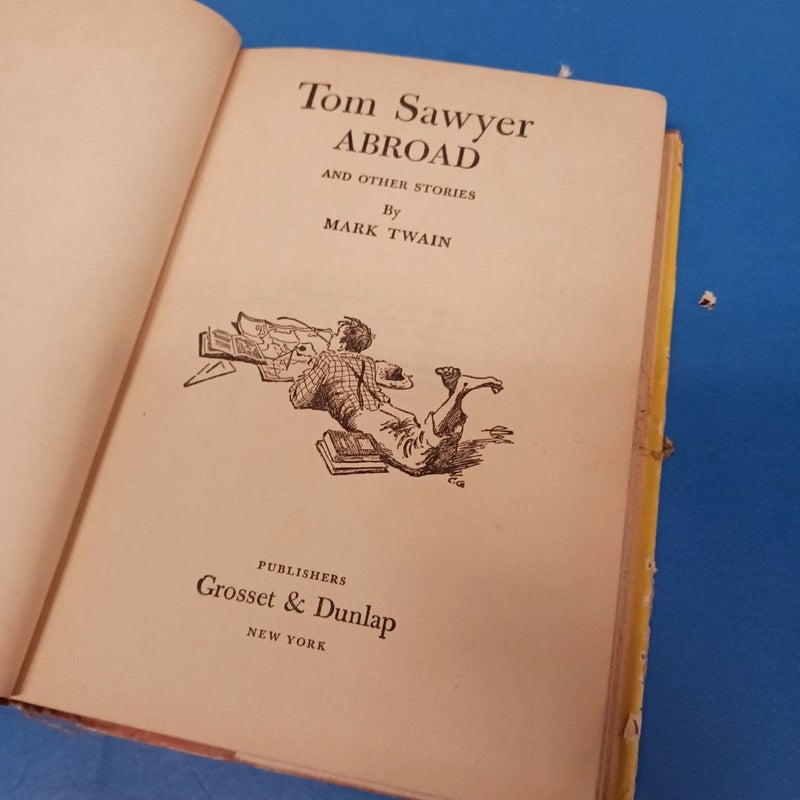 Tom Sawyer
ABROAD
AND OTHER STORIES
By
MARK TWAIN
C.G
PUBLISHERS
Grosset & Dunlap
NEW YORK